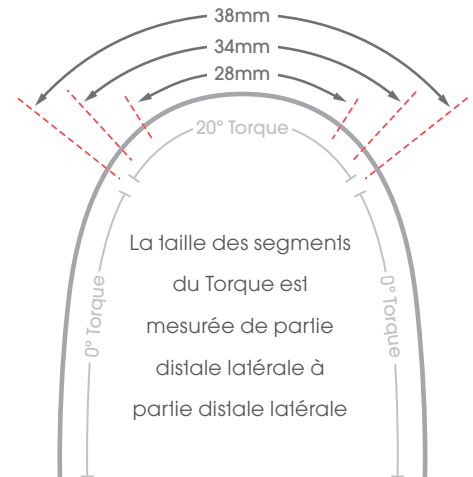 38mm
34mm
28mm
20° Torque
0° Torque
0° Torque
La taille des segments
du Torque est
mesurée de partie
distale latérale à
partie distale latérale